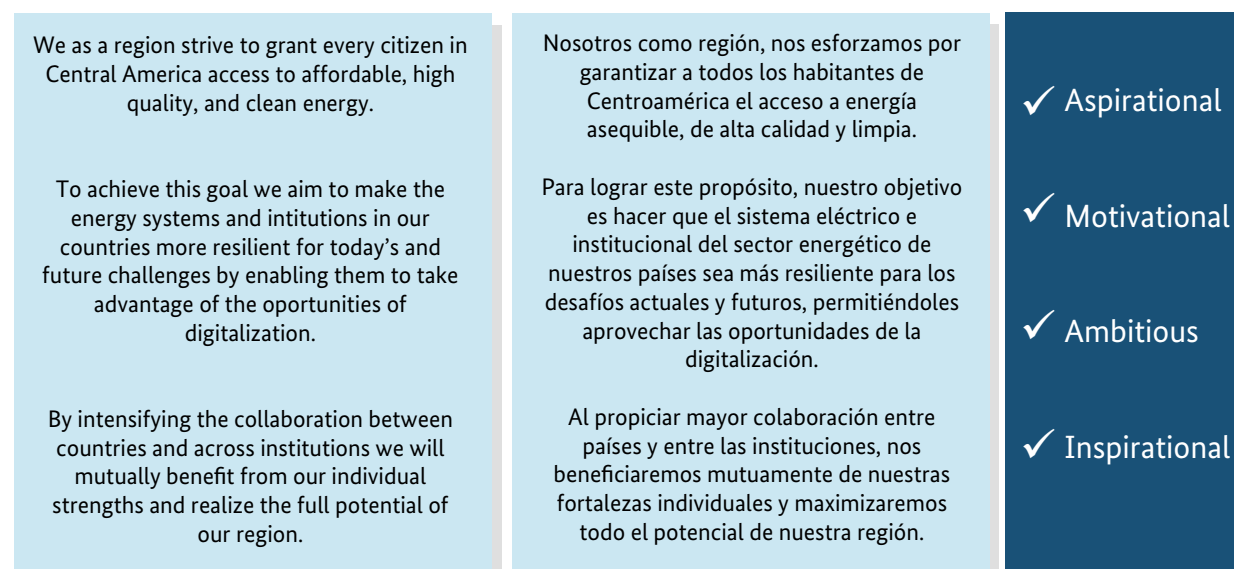 We as a region strive to grant every citizen in
Central America access to affordable, high
quality, and clean energy.
To achieve this goal we aim to make the
energy systems and intitutions in our
countries more resilient for today's and
future challenges by enabling them to take
advantage of the oportunities of
digitalization.
By intensifying the collaboration between
countries and across institutions we will
mutually benefit from our individual
strengths and realize the full potential of
our region.
Nosotros como región, nos esforzamos por
garantizar a todos los habitantes de
Centroamérica el acceso a energía
asequible, de alta calidad y limpia.
Para lograr este propósito, nuestro objetivo
es hacer que el sistema eléctrico e
institucional del sector energético de
nuestros países sea más resiliente para los
desafíos actuales y futuros, permitiéndoles
aprovechar las oportunidades de la
digitalización.
Al propiciar mayor colaboración entre
países y entre las instituciones, nos
beneficiaremos mutuamente de nuestras
fortalezas individuales y maximizaremos
todo el potencial de nuestra región.
✓ Aspirational
✓ Motivational
✓ Ambitious
✓ Inspirational